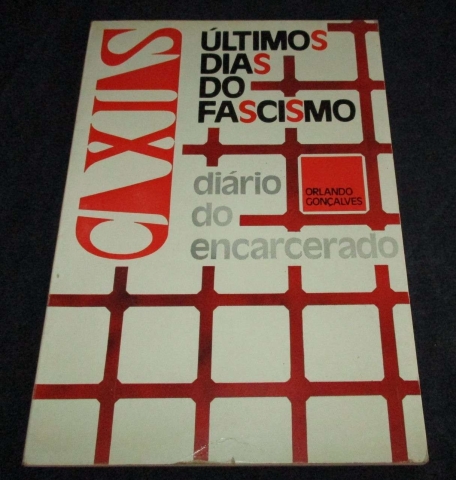 CAXIAS
ÚLTIMOS
DIAS
DO
FASCISMO
diário
do
encarcerado
ORLANDO
GONÇALVES